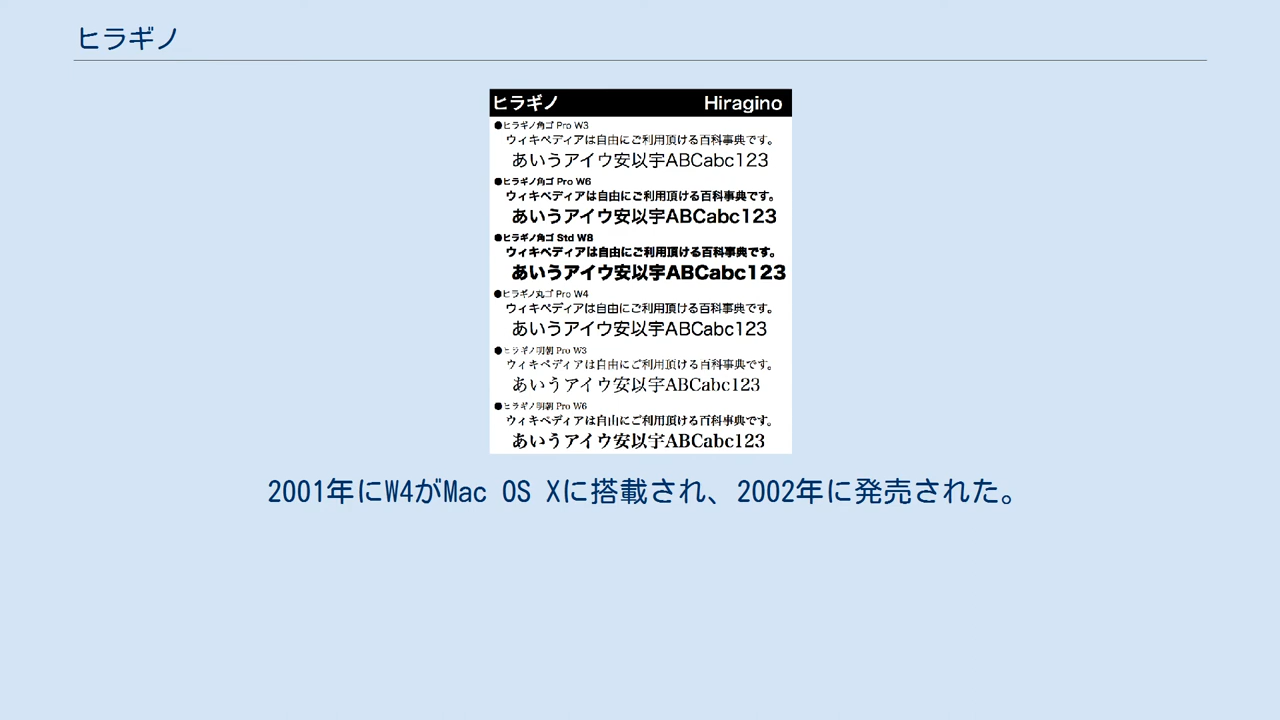 ヒラギノ
ヒラギノ Hiragino
●ヒラギノ角ゴ Pro W3
ウィキペディアは自由にご利用頂ける百科事典です。
あいうアイウ安以宇ABCabc123
●ヒラギノ角ゴ Pro W6
ウィキペディアは自由にご利用頂ける百科事典です。
あいうアイウ安以宇ABCabc123
●ヒラギノ角ゴ Std W8
ウィキペディアは自由にご利用頂ける百科事典です。
あいうアイウ安以宇ABCabc123
●ヒラギノ丸ゴ Pro W4
ウィキペディアは自由にご利用頂ける百科事典です。
あいうアイウ安以宇ABCabc123
●ヒラギノ明朝 Pro W3
ウィキペディアは自由にご利用頂ける百科事典です。
あいうアイウ安以宇ABCabc123
●ヒラギノ明朝 Pro W6
ウィキペディアは自由にご利用頂ける百科事典です。
あいうアイウ安以宇ABCabc123
2001年にW4がMac OS Xに搭載され、2002年に発売された。